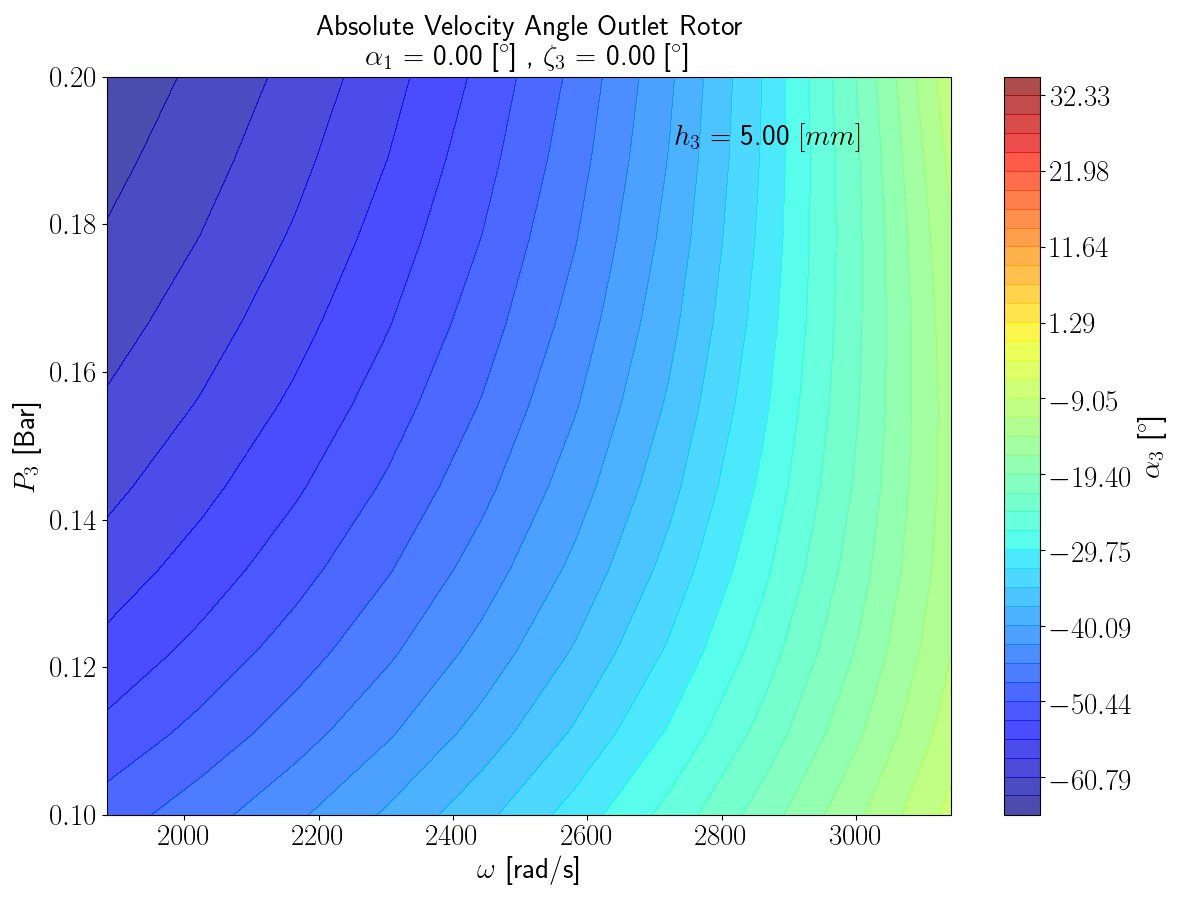 Absolute Velocity Angle Outlet Rotor
α₁ = 0.00 [°] , ζ₃ = 0.00 [°]
h₃ = 5.00 [mm]
P₃ [Bar]
0.20
0.18
0.16
0.14
0.12
0.10
2000 2200 2400 2600 2800 3000
ω [rad/s]
32.33
21.98
11.64
1.29
−9.05
−19.40
−29.75
−40.09
−50.44
−60.79
α₃ [°]